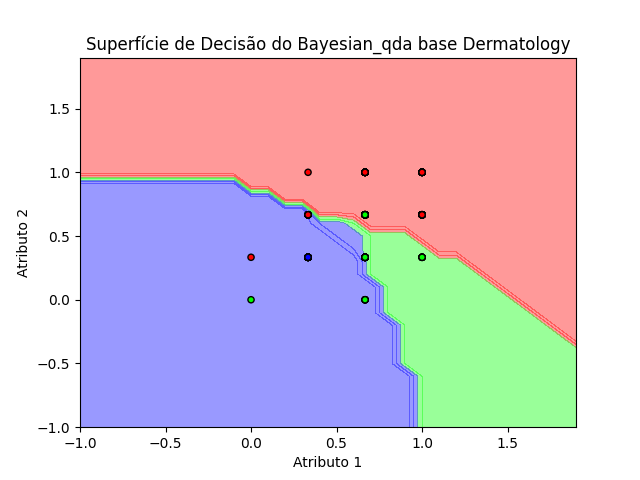 Superfície de Decisão do Bayesian_qda base Dermatology
1.5
1.0
0.5
0.0
−0.5
−1.0
Atributo 2
−1.0 −0.5 0.0 0.5 1.0 1.5
Atributo 1